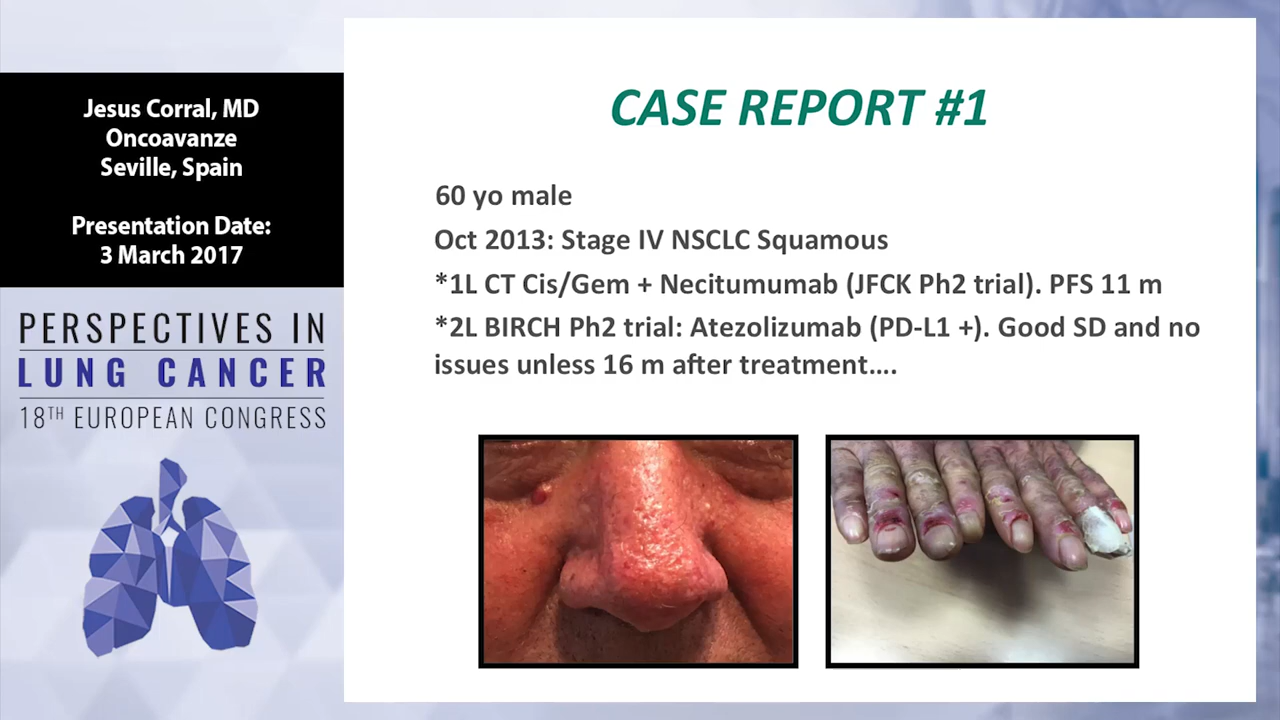 Jesus Corral, MD
Oncoavanze
Seville, Spain
Presentation Date:
3 March 2017
PERSPECTIVES IN
LUNG CANCER
18TH EUROPEAN CONGRESS
CASE REPORT #1
60 yo male
Oct 2013: Stage IV NSCLC Squamous
*1L CT Cis/Gem + Necitumumab (JFCK Ph2 trial). PFS 11 m
*2L BIRCH Ph2 trial: Atezolizumab (PD-L1 +). Good SD and no
issues unless 16 m after treatment....